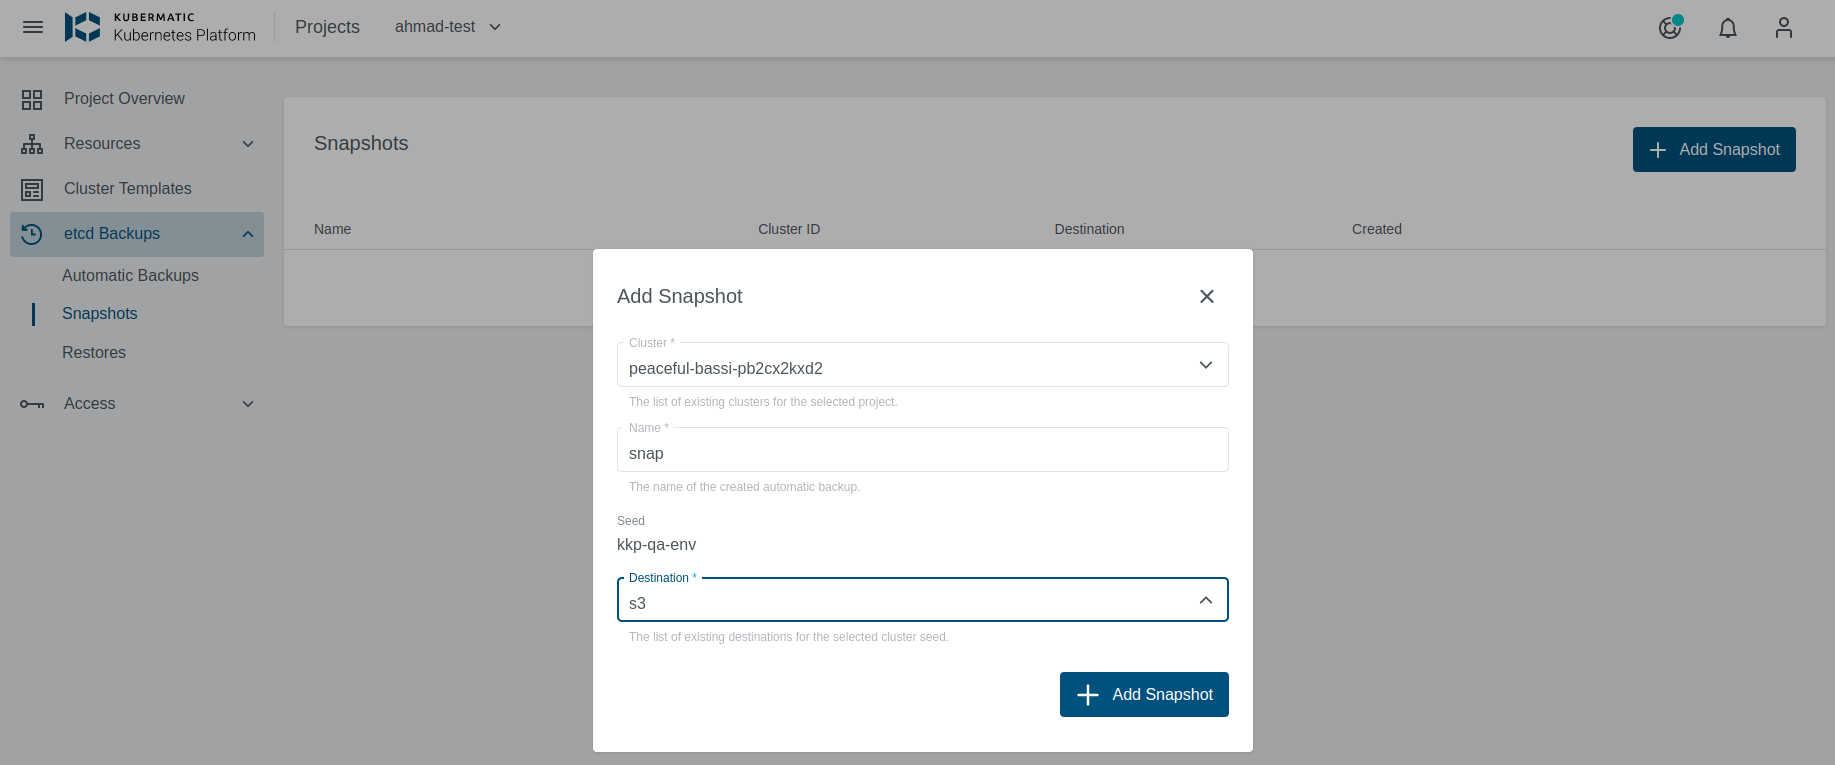 KUBERMATIC
Kubernetes Platform
Projects
ahmad-test
Project Overview
Resources
Cluster Templates
etcd Backups
Automatic Backups
Snapshots
Restores
Access
Snapshots
Add Snapshot
Name
Cluster ID
Destination
Created
Add Snapshot
Cluster *
peaceful-bassi-pb2cx2kxd2
The list of existing clusters for the selected project.
Name *
snap
The name of the created automatic backup.
Seed
kkp-qa-env
Destination *
s3
The list of existing destinations for the selected cluster seed.
Add Snapshot